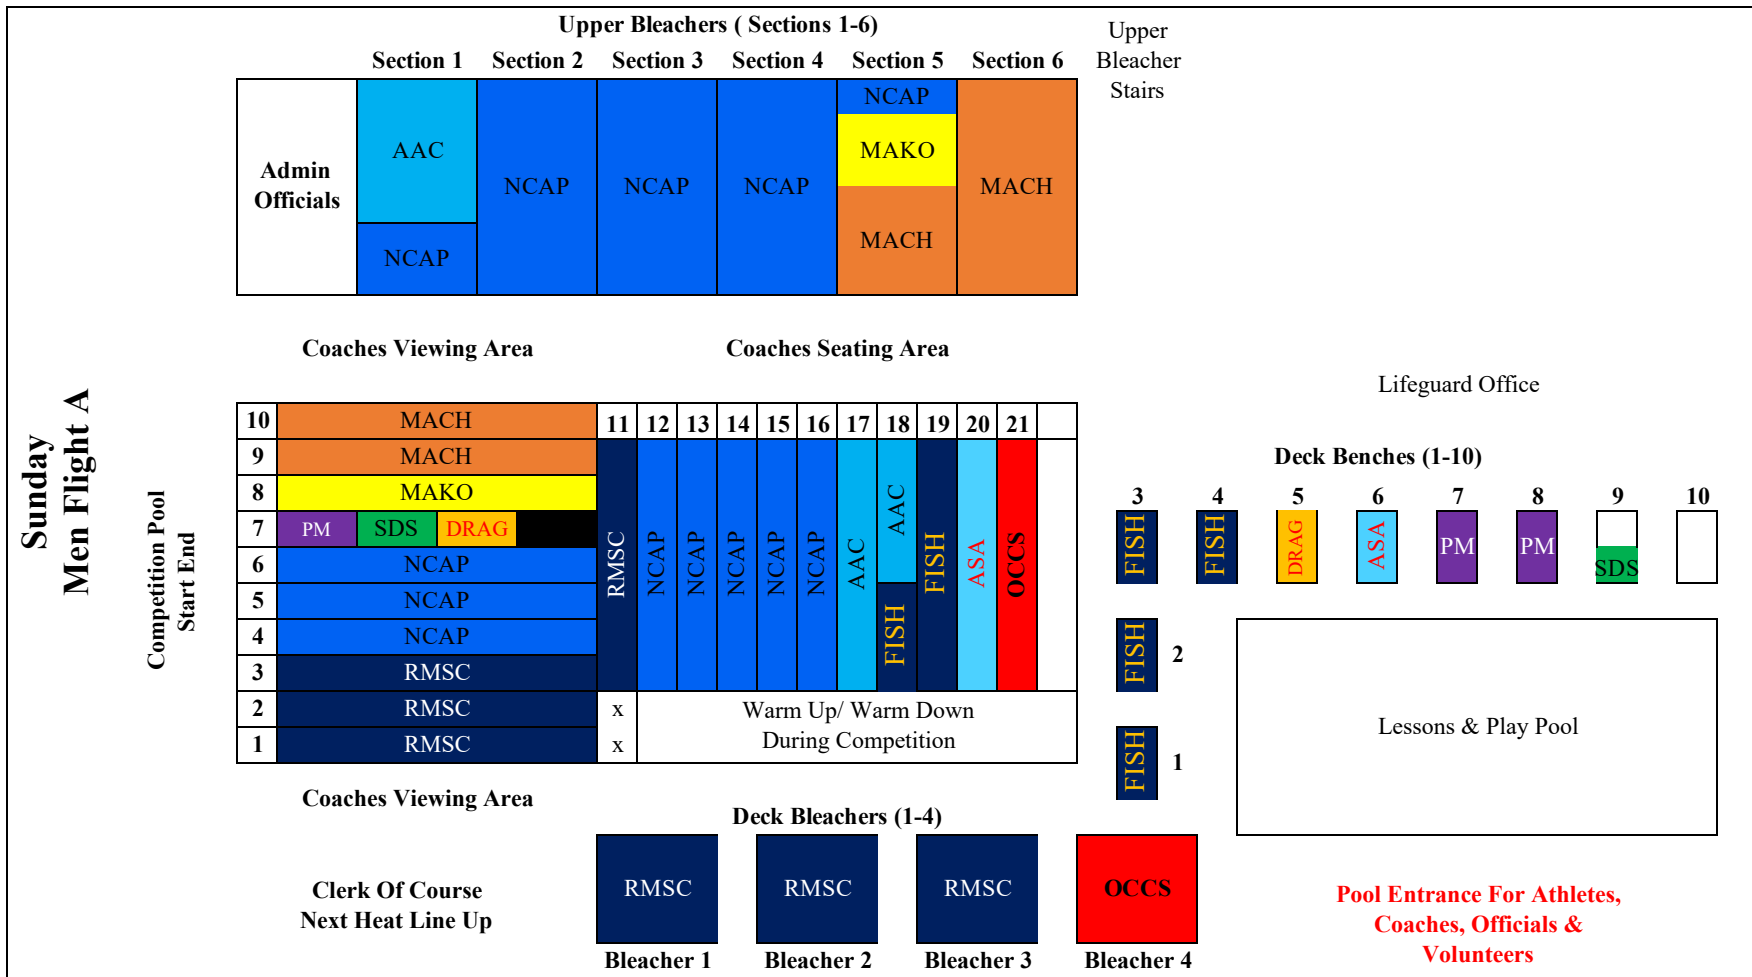 Upper Bleachers ( Sections 1-6)
Upper
Bleacher
Stairs
Section 1 Section 2 Section 3 Section 4 Section 5 Section 6
Admin
Officials
AAC
NCAP
NCAP
NCAP
NCAP
NCAP
MAKO
MACH
MACH
Coaches Viewing Area
Coaches Seating Area
Lifeguard Office
Sunday
Men Flight A
Competition Pool
Start End
10 MACH
9 MACH
8 MAKO
7 PM SDS DRAG
6 NCAP
5 NCAP
4 NCAP
3 RMSC
2 RMSC
1 RMSC
11 12 13 14 15 16 17 18 19 20 21
RMSC
NCAP
NCAP
NCAP
NCAP
NCAP
AAC
AAC
FISH
FISH
ASA
OCCS
x
x
Warm Up/ Warm Down
During Competition
Deck Benches (1-10)
3 4 5 6 7 8 9 10
FISH
FISH
DRAG
ASA
PM
PM
SDS
FISH
2
FISH
1
Lessons & Play Pool
Coaches Viewing Area
Deck Bleachers (1-4)
Clerk Of Course
Next Heat Line Up
RMSC
RMSC
RMSC
OCCS
Bleacher 1 Bleacher 2 Bleacher 3 Bleacher 4
Pool Entrance For Athletes,
Coaches, Officials &
Volunteers